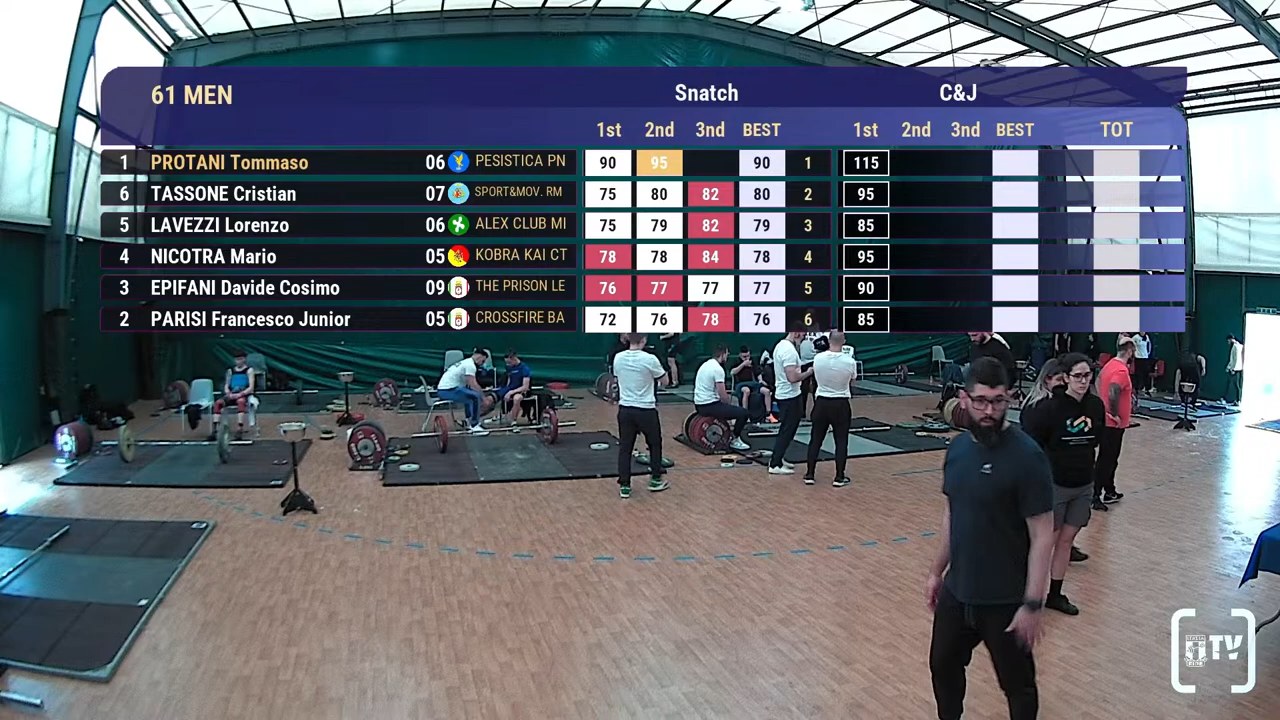 61 MEN Snatch C&J
1st 2nd 3nd BEST 1st 2nd 3nd BEST TOT
1 PROTANI Tommaso 06 PESISTICA PN 90 95 90 1 115
6 TASSONE Cristian 07 SPORT&MOV. RM 75 80 82 80 2 95
5 LAVEZZI Lorenzo 06 ALEX CLUB MI 75 79 82 79 3 85
4 NICOTRA Mario 05 KOBRA KAI CT 78 78 84 78 4 95
3 EPIFANI Davide Cosimo 09 THE PRISON LE 76 77 77 77 5 90
2 PARISI Francesco Junior 05 CROSSFIRE BA 72 76 78 76 6 85
TV